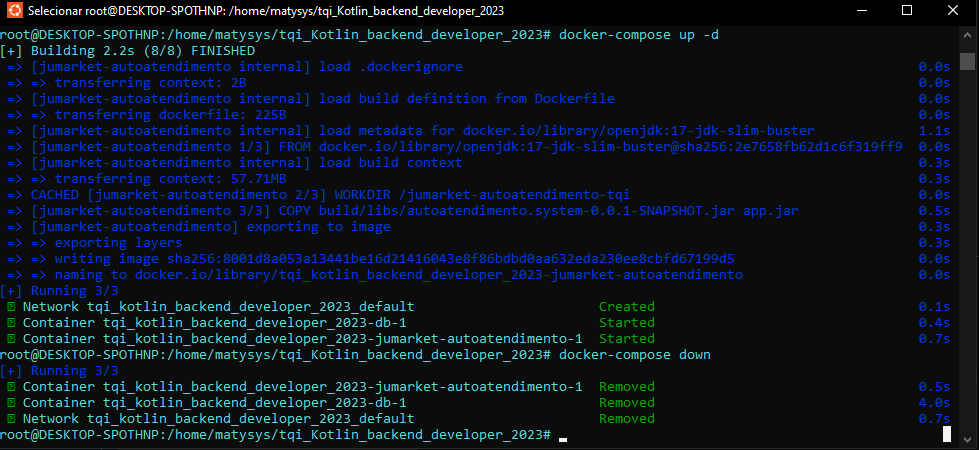 Selecionar root@DESKTOP-SPOTHNP: /home/matysys/tqi_Kotlin_backend_developer_2023
root@DESKTOP-SPOTHNP:/home/matysys/tqi_Kotlin_backend_developer_2023# docker-compose up -d
[+] Building 2.2s (8/8) FINISHED
=> [jumarket-autoatendimento internal] load .dockerignore 0.0s
=> => transferring context: 2B 0.0s
=> [jumarket-autoatendimento internal] load build definition from Dockerfile 0.0s
=> => transferring dockerfile: 225B 0.0s
=> [jumarket-autoatendimento internal] load metadata for docker.io/library/openjdk:17-jdk-slim-buster 1.1s
=> [jumarket-autoatendimento 1/3] FROM docker.io/library/openjdk:17-jdk-slim-buster@sha256:2e7658fb62d1c6f319ff9 0.0s
=> [jumarket-autoatendimento internal] load build context 0.3s
=> => transferring context: 57.71MB 0.3s
=> CACHED [jumarket-autoatendimento 2/3] WORKDIR /jumarket-autoatendimento-tqi 0.0s
=> [jumarket-autoatendimento 3/3] COPY build/libs/autoatendimento.system-0.0.1-SNAPSHOT.jar app.jar 0.5s
=> [jumarket-autoatendimento] exporting to image 0.3s
=> => exporting layers 0.3s
=> => writing image sha256:8001d8a053a13441be16d21416043e8f86bdbd0aa632eda230ee8cbfd67199d5 0.0s
=> => naming to docker.io/library/tqi_kotlin_backend_developer_2023-jumarket-autoatendimento 0.0s
[+] Running 3/3
Network tqi_kotlin_backend_developer_2023_default Created 0.1s
Container tqi_kotlin_backend_developer_2023-db-1 Started 0.4s
Container tqi_kotlin_backend_developer_2023-jumarket-autoatendimento-1 Started 0.7s
root@DESKTOP-SPOTHNP:/home/matysys/tqi_Kotlin_backend_developer_2023# docker-compose down
[+] Running 3/3
Container tqi_kotlin_backend_developer_2023-jumarket-autoatendimento-1 Removed 0.5s
Container tqi_kotlin_backend_developer_2023-db-1 Removed 4.0s
Network tqi_kotlin_backend_developer_2023_default Removed 0.7s
root@DESKTOP-SPOTHNP:/home/matysys/tqi_Kotlin_backend_developer_2023#